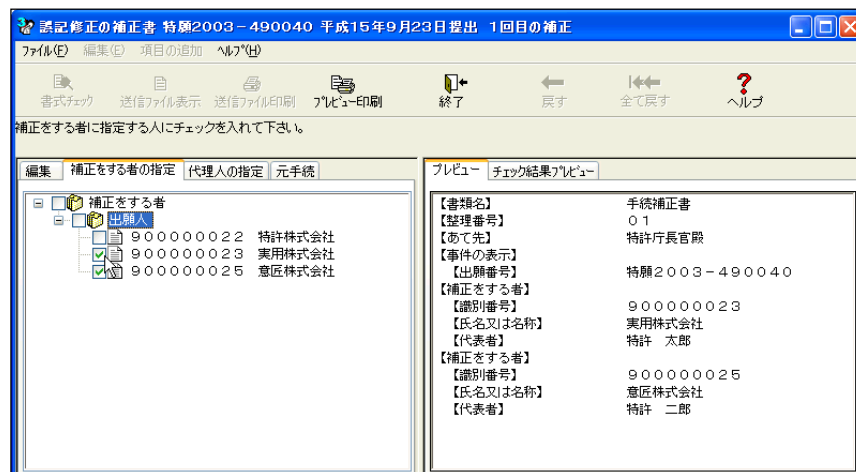 誤記修正の補正書 特願2003-490040 平成15年9月23日提出 1回目の補正
ファイル(F) 編集(E) 項目の追加 ヘルプ(H)
書式チェック 送信ファイル表示 送信ファイル印刷 プレビュー印刷 終了 戻す 全て戻す ヘルプ
補正をする者に指定する人にチェックを入れて下さい。
編集 補正をする者の指定 代理人の指定 元手続
補正をする者
出願人
900000022 特許株式会社
900000023 実用株式会社
900000025 意匠株式会社
プレビュー チェック結果プレビュー
【書類名】 手続補正書
【整理番号】 01
【あて先】 特許庁長官殿
【事件の表示】
【出願番号】 特願2003-490040
【補正をする者】
【識別番号】 900000023
【氏名又は名称】 実用株式会社
【代表者】 特許 太郎
【補正をする者】
【識別番号】 900000025
【氏名又は名称】 意匠株式会社
【代表者】 特許 二郎